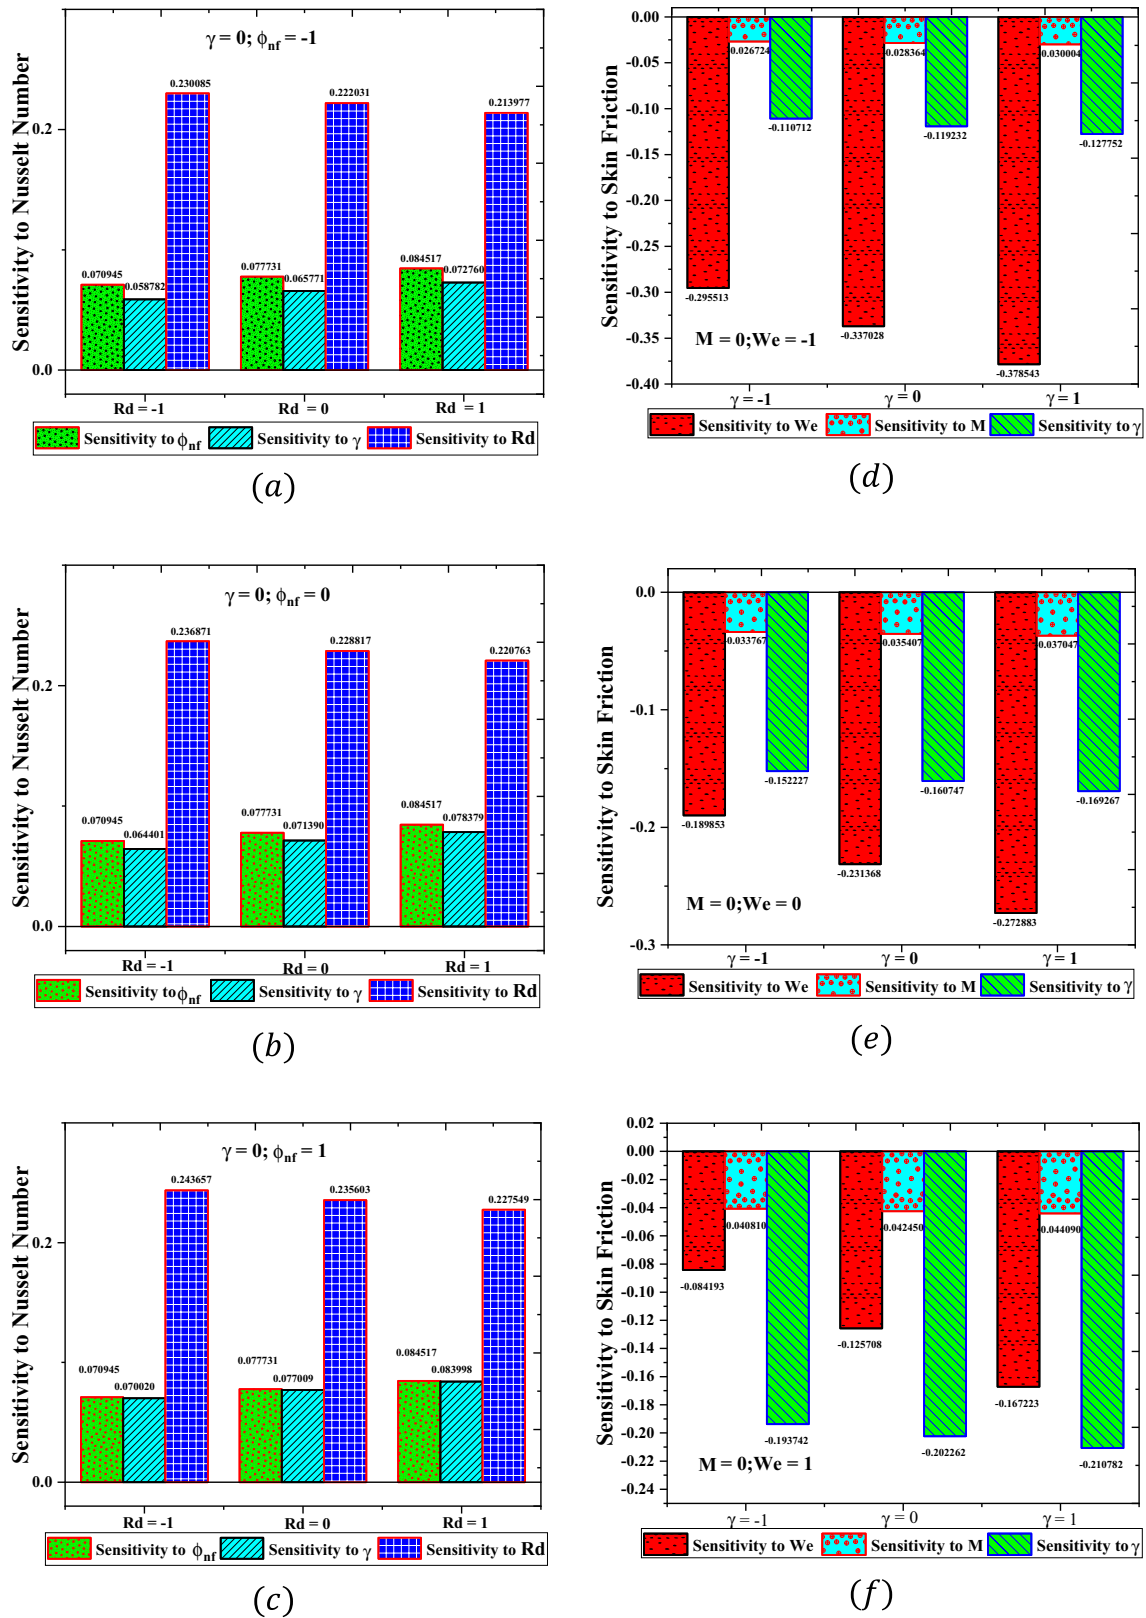 γ = 0; ϕnf = -1
Sensitivity to Nusselt Number
0.2
0.0
0.230085
0.222031
0.213977
0.070945
0.058782
0.077731
0.065771
0.084517
0.072760
Rd = -1
Rd = 0
Rd = 1
Sensitivity to ϕnf
Sensitivity to γ
Sensitivity to Rd
(a)
Sensitivity to Skin Friction
0.00
-0.05
-0.10
-0.15
-0.20
-0.25
-0.30
-0.35
-0.40
-0.026724
-0.028364
-0.030004
-0.110712
-0.119232
-0.127752
-0.295513
-0.337028
-0.378543
M = 0;We = -1
γ = -1
γ = 0
γ = 1
Sensitivity to We
Sensitivity to M
Sensitivity to γ
(d)
γ = 0; ϕnf = 0
Sensitivity to Nusselt Number
0.2
0.0
0.236871
0.228817
0.220763
0.070945
0.064401
0.077731
0.071390
0.084517
0.078379
Rd = -1
Rd = 0
Rd = 1
Sensitivity to ϕnf
Sensitivity to γ
Sensitivity to Rd
(b)
Sensitivity to Skin Friction
0.0
-0.1
-0.2
-0.3
-0.033767
-0.035407
-0.037047
-0.152227
-0.160747
-0.169267
-0.189853
-0.231368
-0.272883
M = 0;We = 0
γ = -1
γ = 0
γ = 1
Sensitivity to We
Sensitivity to M
Sensitivity to γ
(e)
γ = 0; ϕnf = 1
Sensitivity to Nusselt Number
0.2
0.0
0.243657
0.235603
0.227549
0.070945
0.070020
0.077731
0.077009
0.084517
0.083998
Rd = -1
Rd = 0
Rd = 1
Sensitivity to ϕnf
Sensitivity to γ
Sensitivity to Rd
(c)
Sensitivity to Skin Friction
0.02
0.00
-0.02
-0.04
-0.06
-0.08
-0.10
-0.12
-0.14
-0.16
-0.18
-0.20
-0.22
-0.24
-0.040810
-0.042450
-0.044090
-0.084193
-0.125708
-0.167223
-0.193742
-0.202262
-0.210782
M = 0;We = 1
γ = -1
γ = 0
γ = 1
Sensitivity to We
Sensitivity to M
Sensitivity to γ
(f)